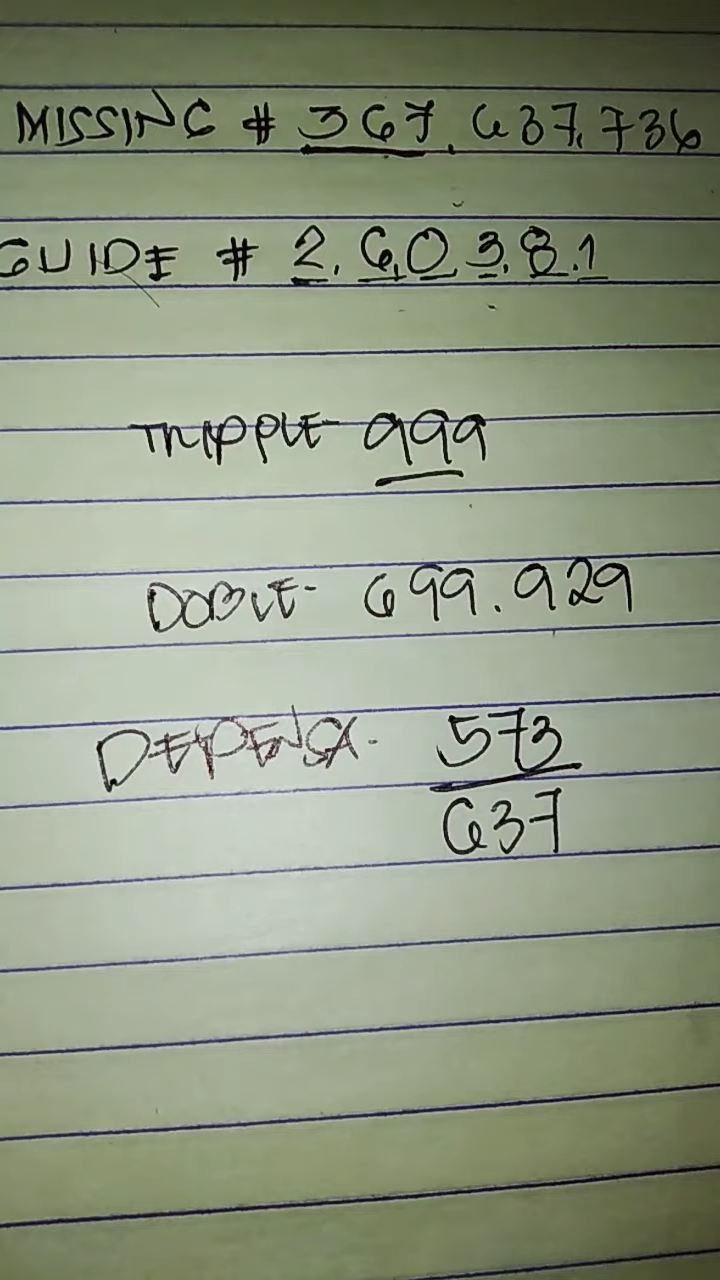 MISSING # 367.637.736
GUIDE # 2.6.0.3.8.1
TRIPPLE- 999
DOBLE- 699.929
DEPENSA- 573
637